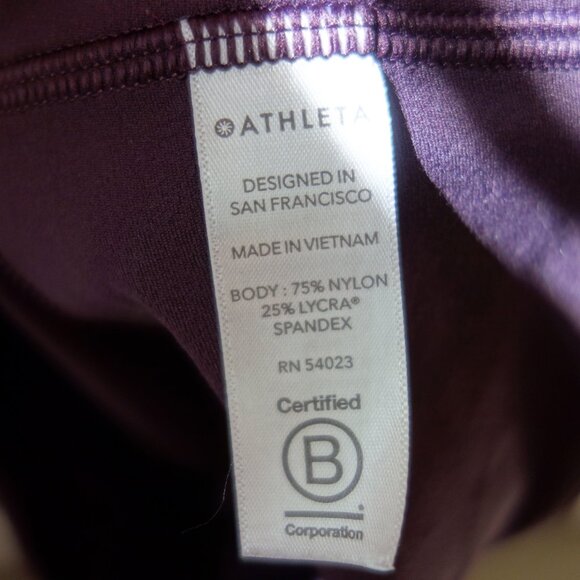 ATHLETA
DESIGNED IN
SAN FRANCISCO
MADE IN VIETNAM
BODY : 75% NYLON
25% LYCRA®
SPANDEX
RN 54023
Certified
B
Corporation